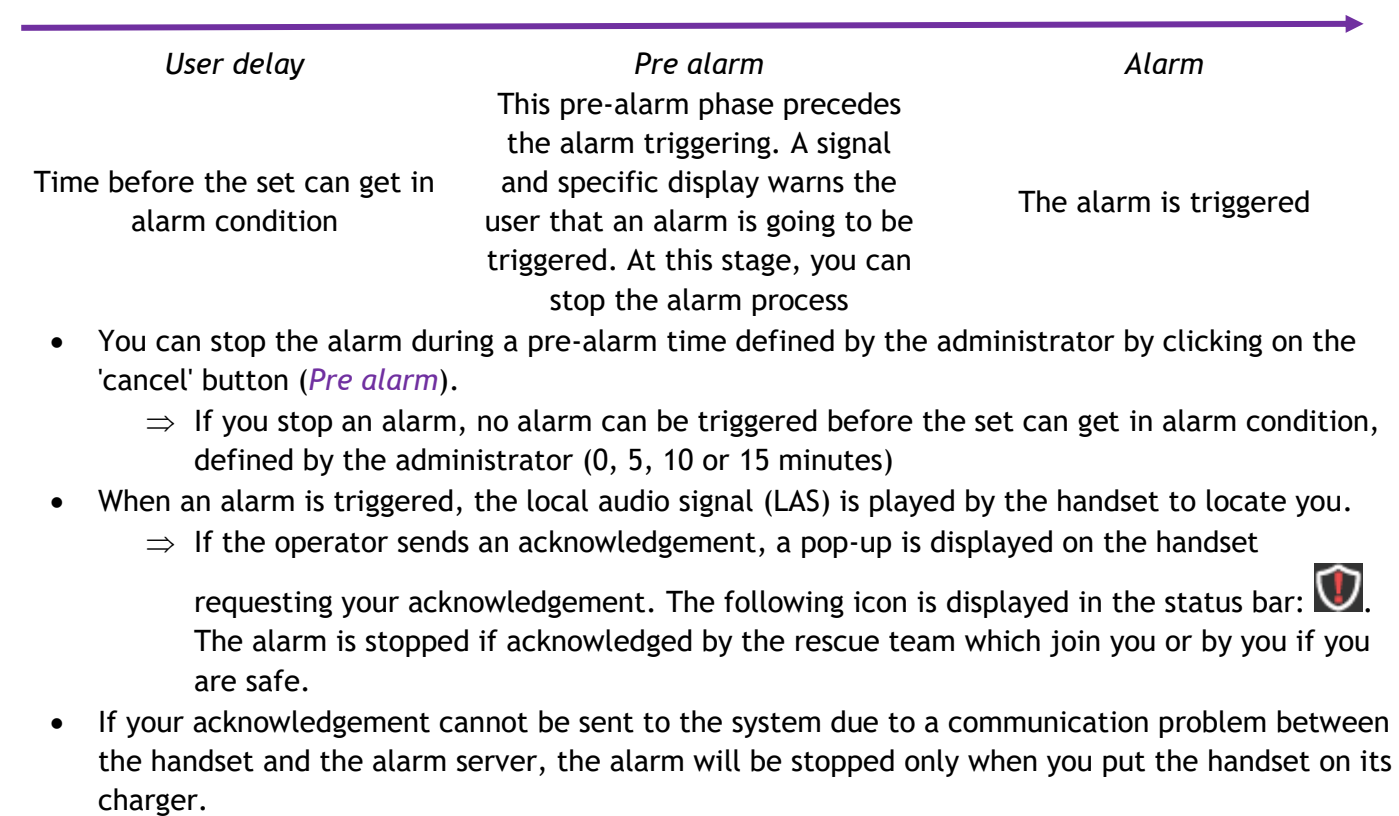 User delay
Pre alarm
Alarm
Time before the set can get in
alarm condition
This pre-alarm phase precedes
the alarm triggering. A signal
and specific display warns the
user that an alarm is going to be
triggered. At this stage, you can
stop the alarm process
The alarm is triggered
• You can stop the alarm during a pre-alarm time defined by the administrator by clicking on the
'cancel' button (Pre alarm).
⇒ If you stop an alarm, no alarm can be triggered before the set can get in alarm condition,
defined by the administrator (0, 5, 10 or 15 minutes)
• When an alarm is triggered, the local audio signal (LAS) is played by the handset to locate you.
⇒ If the operator sends an acknowledgement, a pop-up is displayed on the handset
requesting your acknowledgement. The following icon is displayed in the status bar: .
The alarm is stopped if acknowledged by the rescue team which join you or by you if you
are safe.
• If your acknowledgement cannot be sent to the system due to a communication problem between
the handset and the alarm server, the alarm will be stopped only when you put the handset on its
charger.